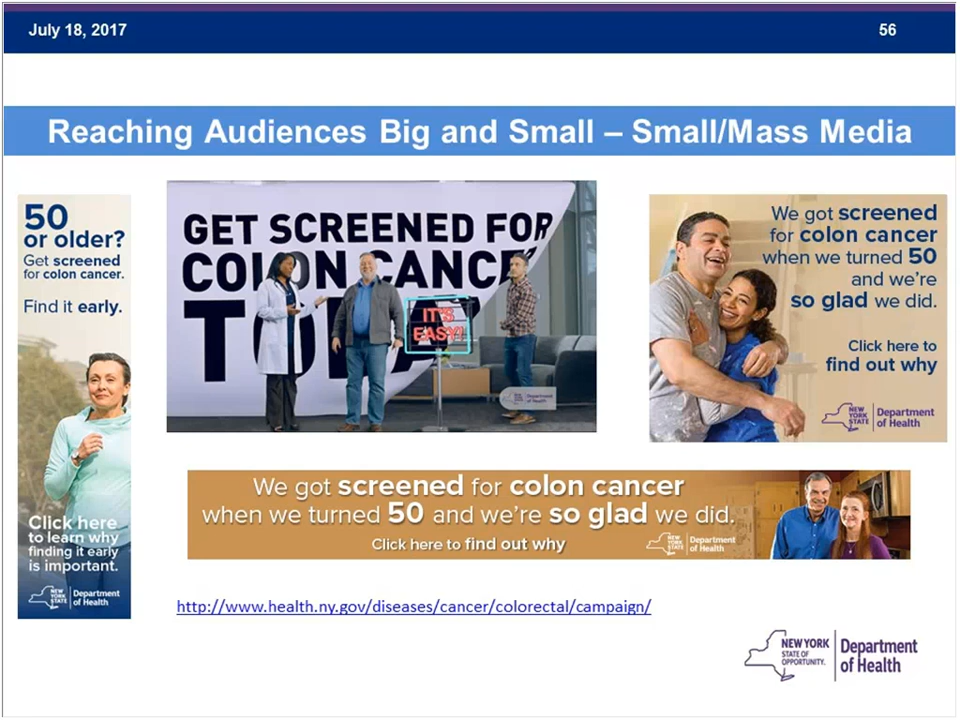 July 18, 2017
56
Reaching Audiences Big and Small – Small/Mass Media
50
or older?
Get screened
for colon cancer.
Find it early.
Click here
to learn why
finding it early
is important.
NEW
YORK
STATE
Department
of Health
GET SCREENED FOR
COLON CANCER
TODAY
IT'S
EASY!
Department
of Health
We got screened
for colon cancer
when we turned 50
and we're
so glad we did.
Click here to
find out why
NEW
YORK
STATE
Department
of Health
We got screened for colon cancer
when we turned 50 and we're so glad we did.
Click here to find out why
NEW
YORK
STATE
Department
of Health
http://www.health.ny.gov/diseases/cancer/colorectal/campaign/
NEW YORK
STATE OF
OPPORTUNITY.
Department
of Health